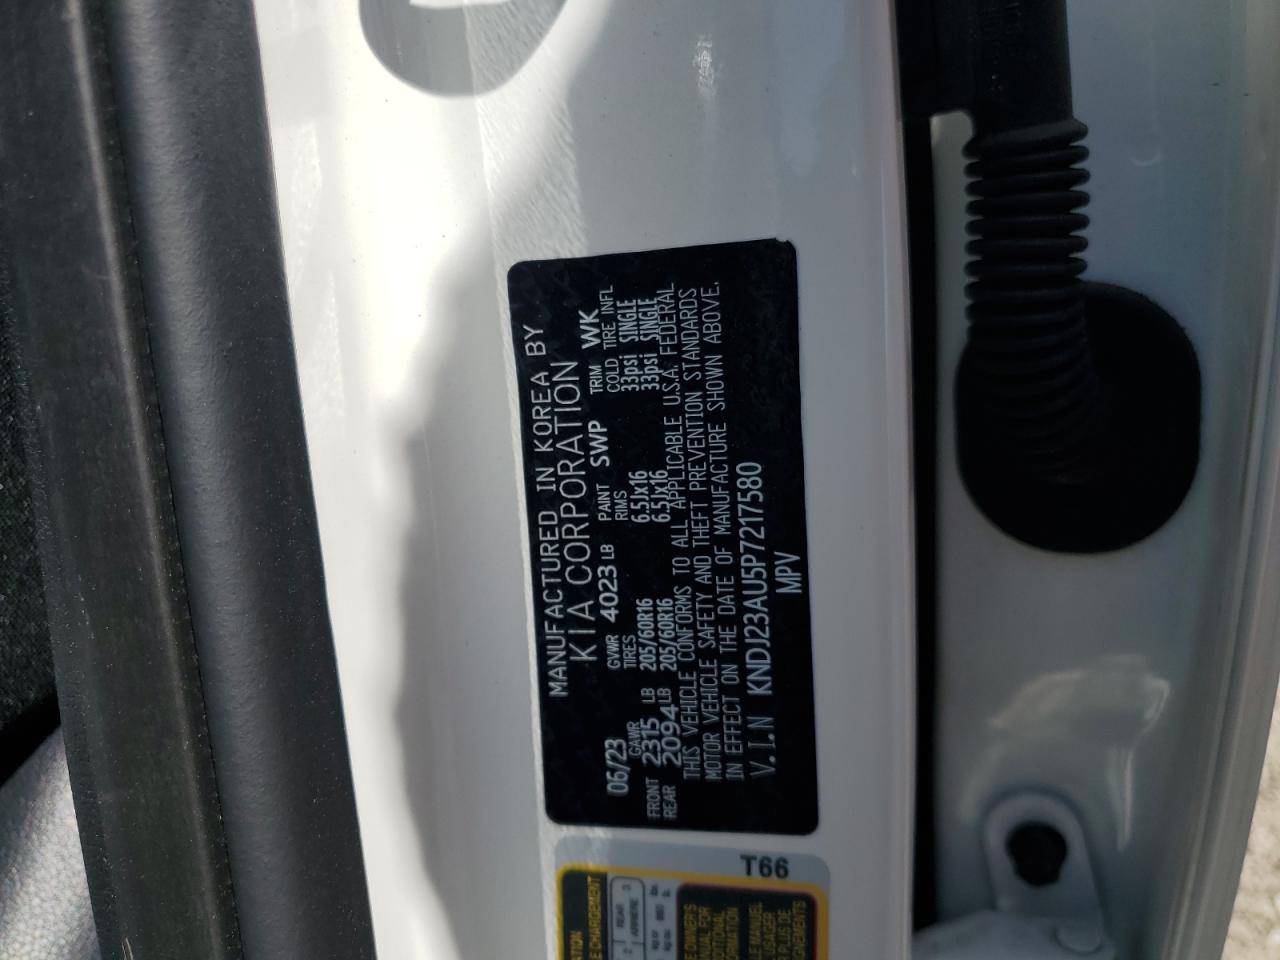 MANUFACTURED IN KOREA BY
KIA CORPORATION
06/23 GVWR 4023 LB PAINT SWP TRIM WK
GAWR TIRES RIMS COLD TIRE INFL
FRONT 2315 LB 205/60R16 6.5Jx16 33psi SINGLE
REAR 2094 LB 205/60R16 6.5Jx16 33psi SINGLE
THIS VEHICLE CONFORMS TO ALL APPLICABLE U.S.A. FEDERAL
MOTOR VEHICLE SAFETY AND THEFT PREVENTION STANDARDS
IN EFFECT ON THE DATE OF MANUFACTURE SHOWN ABOVE.
V.I.N KNDJ23AU5P7217580
MPV
T66
REAR 3
ARRIÈRE